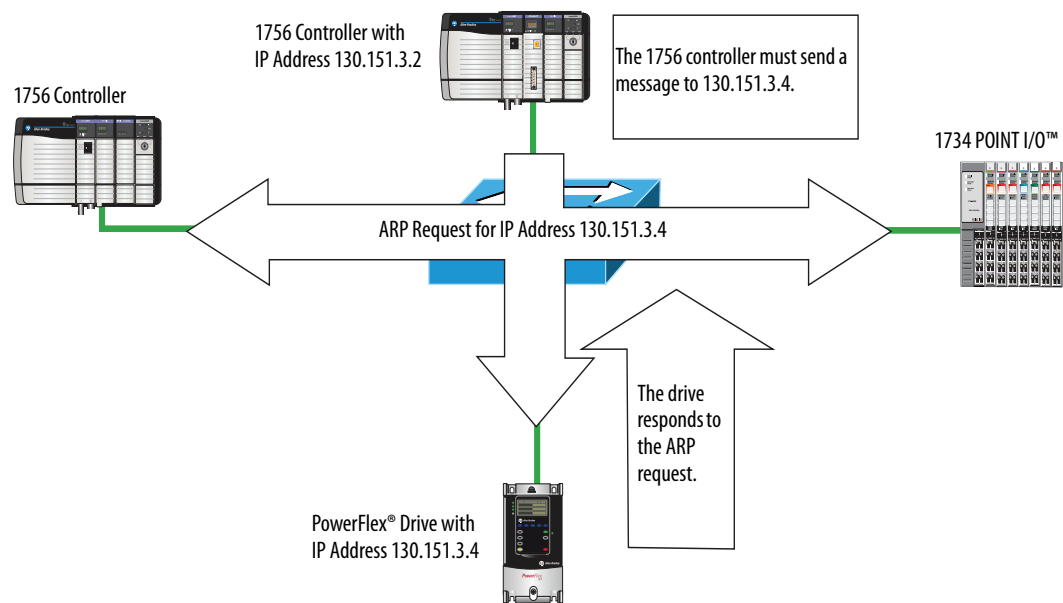 1756 Controller with
IP Address 130.151.3.2
The 1756 controller must send a
message to 130.151.3.4.
1756 Controller
1734 POINT I/O™
ARP Request for IP Address 130.151.3.4
The drive
responds to
the ARP
request.
PowerFlex® Drive with
IP Address 130.151.3.4